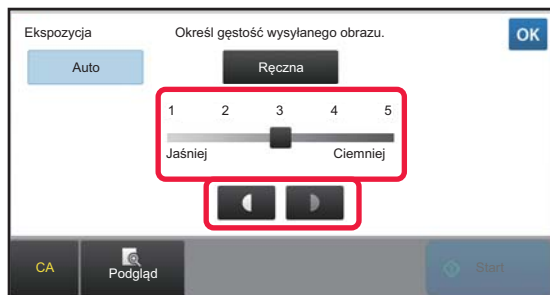 Ekspozycja
Określ gęstość wysyłanego obrazu.
OK
Auto
Ręczna
1 2 3 4 5
Jaśniej Ciemniej
CA
Podgląd
Start